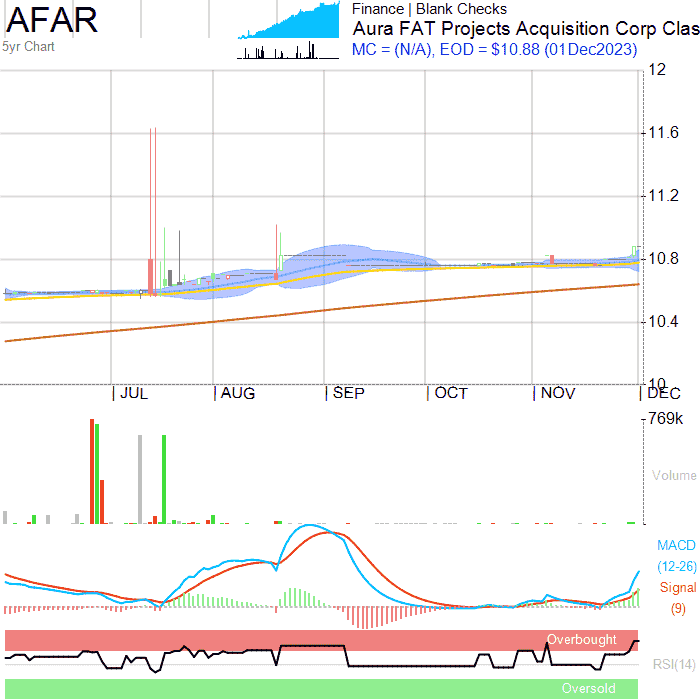 AFAR
5yr Chart
Finance | Blank Checks
Aura FAT Projects Acquisition Corp Clas
MC = (N/A), EOD = $10.88 (01Dec2023)
12
11.6
11.2
10.8
10.4
10
JUL AUG SEP OCT NOV DEC
769k
Volume
MACD
(12-26)
Signal
(9)
Overbought
RSI(14)
Oversold